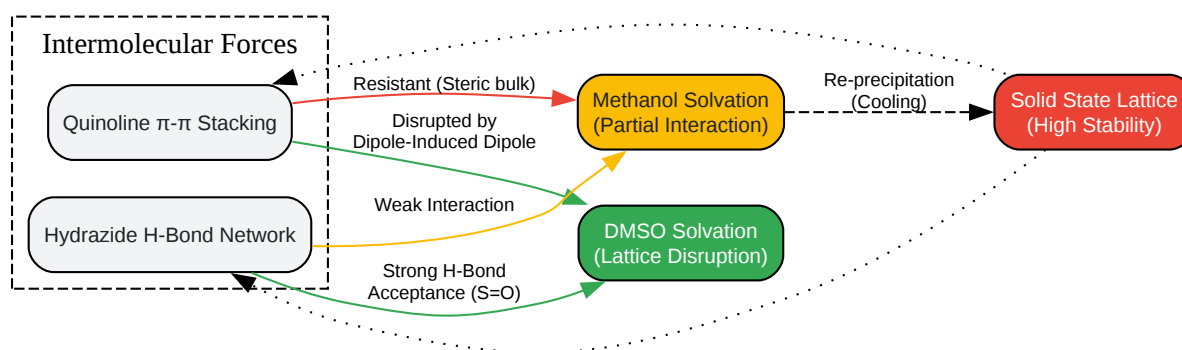 Intermolecular Forces
Quinoline π-π Stacking
Hydrazide H-Bond Network
Resistant (Steric bulk)
Disrupted by
Dipole-Induced Dipole
Weak Interaction
Strong H-Bond
Acceptance (S=O)
Methanol Solvation
(Partial Interaction)
DMSO Solvation
(Lattice Disruption)
Re-precipitation
(Cooling)
Solid State Lattice
(High Stability)